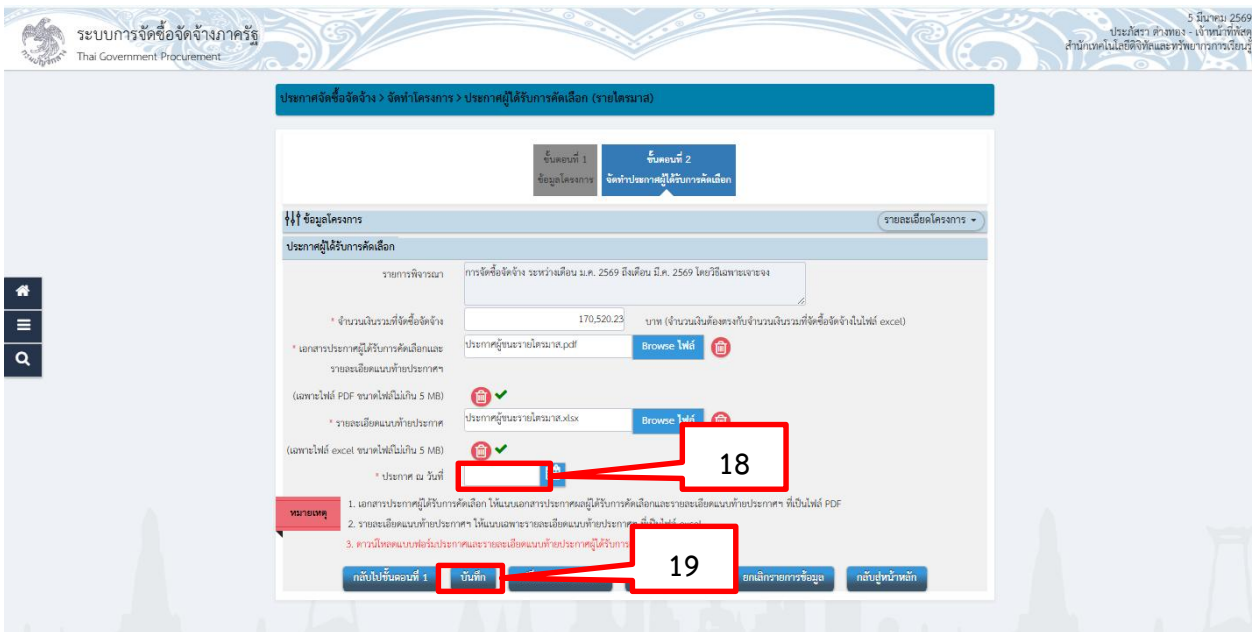 5 มีนาคม 2569
ระบบการจัดซื้อจัดจ้างภาครัฐ
ประภัสรา ต่างทอง - เจ้าหน้าที่พัสดุ
Thai Government Procurement
สำนักเทคโนโลยีดิจิทัลและทรัพยากรการเรียนรู้
ประกาศจัดซื้อจัดจ้าง > จัดทำโครงการ > ประกาศผู้ได้รับการคัดเลือก (รายไตรมาส)
ขั้นตอนที่ 1
ข้อมูลโครงการ
ขั้นตอนที่ 2
จัดทำประกาศผู้ได้รับการคัดเลือก
ข้อมูลโครงการ
รายละเอียดโครงการ
ประกาศผู้ได้รับการคัดเลือก
รายการพิจารณา การจัดซื้อจัดจ้าง ระหว่างเดือน ม.ค. 2569 ถึงเดือน มี.ค. 2569 โดยวิธีเฉพาะเจาะจง
* จำนวนเงินรวมที่จัดซื้อจัดจ้าง 170,520.23 บาท (จำนวนเงินต้องตรงกับจำนวนเงินรวมที่จัดซื้อจัดจ้างในไฟล์ excel)
* เอกสารประกาศผู้ได้รับการคัดเลือกและ ประกาศผู้ชนะรายไตรมาส.pdf Browse ไฟล์
รายละเอียดแนบท้ายประกาศฯ
(เฉพาะไฟล์ PDF ขนาดไฟล์ไม่เกิน 5 MB)
* รายละเอียดแนบท้ายประกาศ ประกาศผู้ชนะรายไตรมาส.xlsx Browse ไฟล์
(เฉพาะไฟล์ excel ขนาดไฟล์ไม่เกิน 5 MB)
18
* ประกาศ ณ วันที่
หมายเหตุ
1. เอกสารประกาศผู้ได้รับการคัดเลือก ให้แนบเอกสารประกาศผลผู้ได้รับการคัดเลือกและรายละเอียดแนบท้ายประกาศฯ ที่เป็นไฟล์ PDF
2. รายละเอียดแนบท้ายประกาศฯ ให้แนบเฉพาะรายละเอียดแนบท้ายประกาศฯ ที่เป็นไฟล์ excel
3. ดาวน์โหลดแบบฟอร์มประกาศและรายละเอียดแนบท้ายประกาศผู้ได้รับการ
19
กลับไปขั้นตอนที่ 1 บันทึก ยกเลิกรายการข้อมูล กลับสู่หน้าหลัก